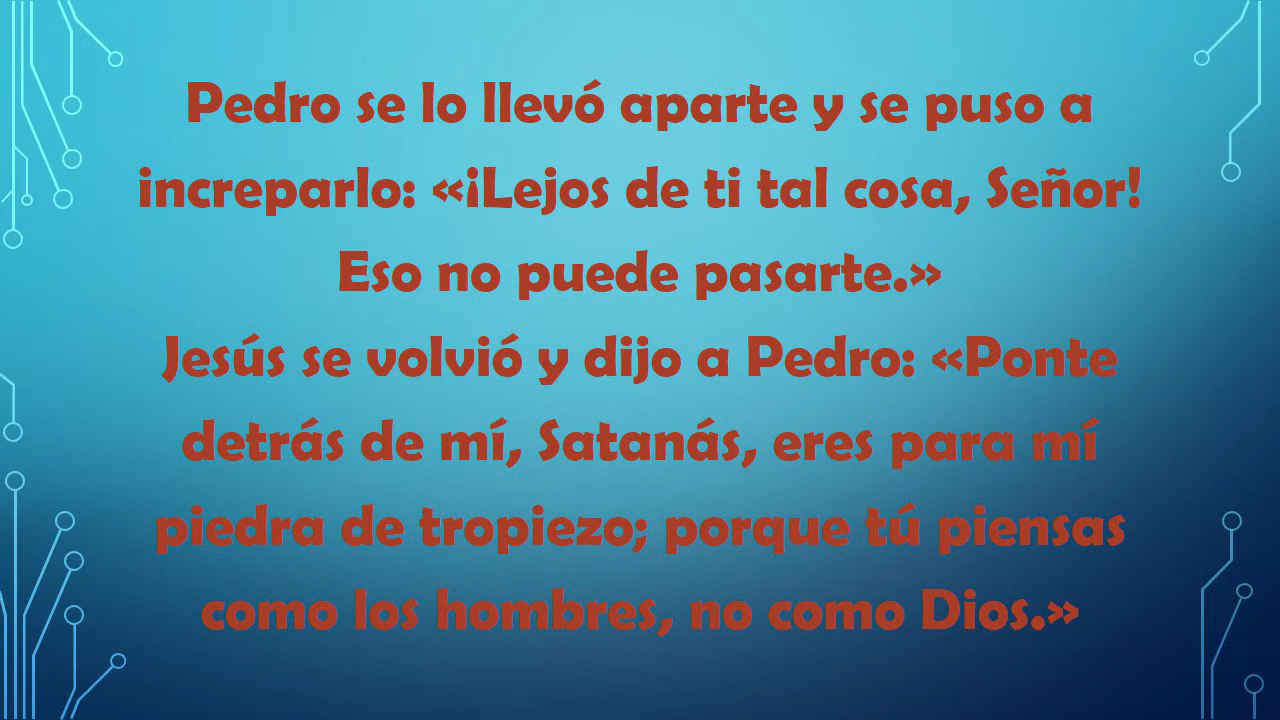 Pedro se lo llevó aparte y se puso a
increparlo: «¡Lejos de ti tal cosa, Señor!
Eso no puede pasarte.»
Jesús se volvió y dijo a Pedro: «Ponte
detrás de mí, Satanás, eres para mí
piedra de tropiezo; porque tú piensas
como los hombres, no como Dios.»